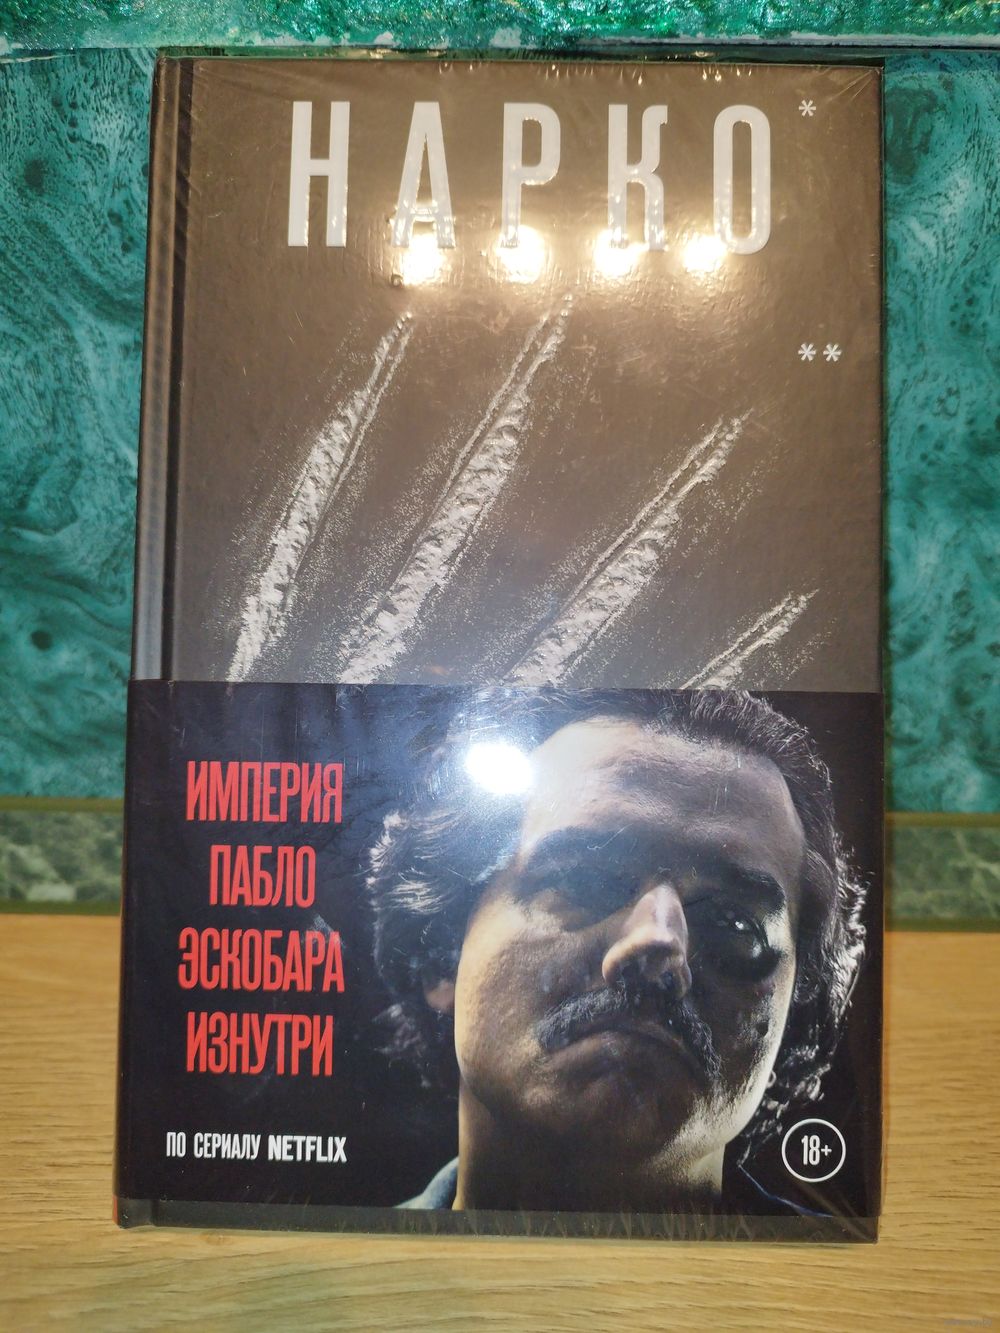 НАРКО*
**
ИМПЕРИЯ
ПАБЛО
ЭСКОБАРА
ИЗНУТРИ
ПО СЕРИАЛУ NETFLIX
18+